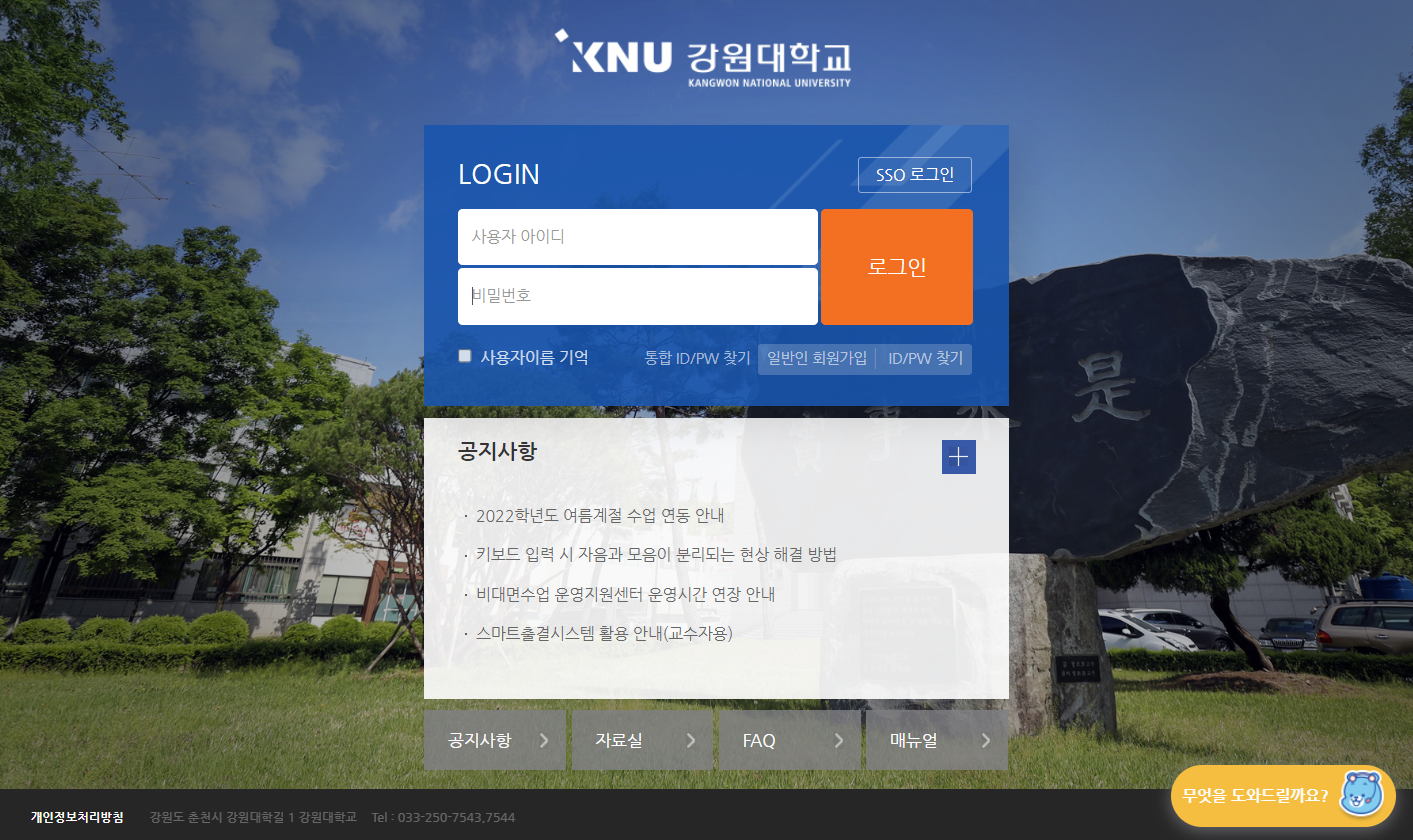 KNU 강원대학교
KANGWON NATIONAL UNIVERSITY
LOGIN
SSO 로그인
사용자 아이디
비밀번호
로그인
사용자이름 기억
통합 ID/PW 찾기
일반인 회원가입
ID/PW 찾기
是
공지사항
· 2022학년도 여름계절 수업 연동 안내
· 키보드 입력 시 자음과 모음이 분리되는 현상 해결 방법
· 비대면수업 운영지원센터 운영시간 연장 안내
· 스마트출결시스템 활용 안내(교수자용)
공지사항
자료실
FAQ
매뉴얼
무엇을 도와드릴까요?
개인정보처리방침
강원도 춘천시 강원대학길 1 강원대학교 Tel : 033-250-7543,7544